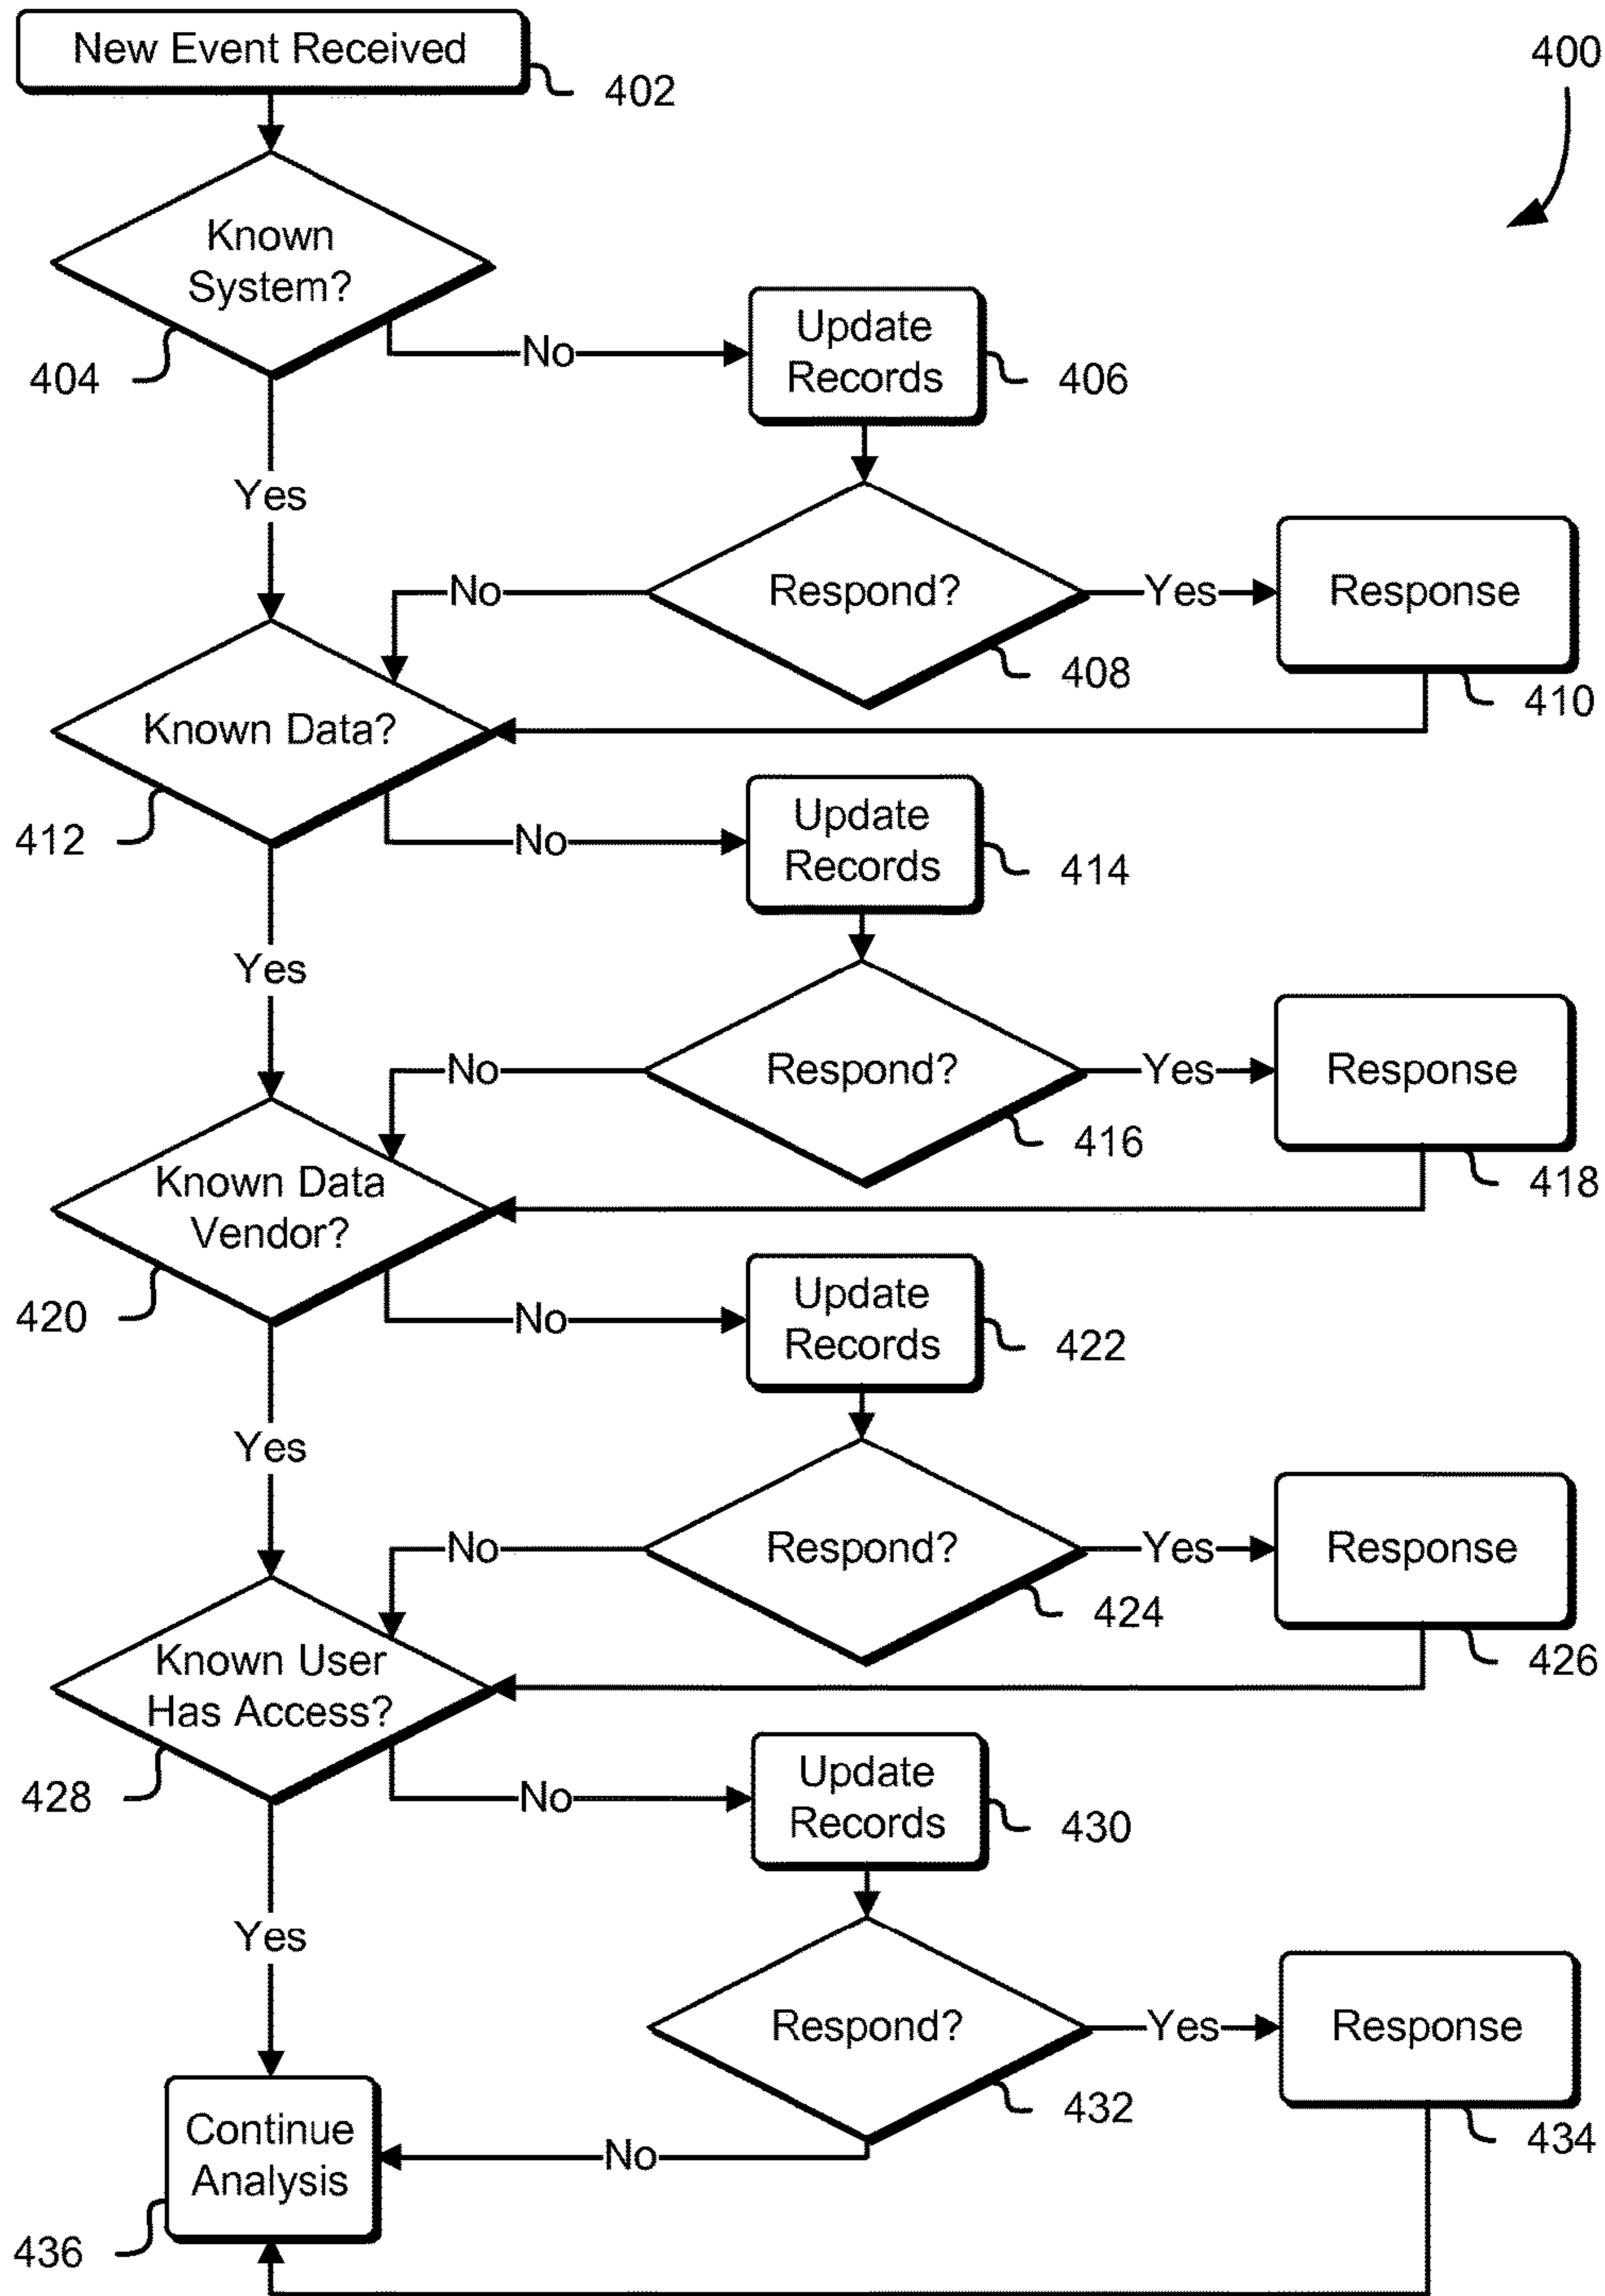 New Event Received
400
402
Known
System?
404
No
Update
Records
406
Yes
No
Respond?
Yes
Response
408
410
Known Data?
412
No
Update
Records
414
Yes
No
Respond?
Yes
Response
416
418
Known Data
Vendor?
420
No
Update
Records
422
Yes
No
Respond?
Yes
Response
424
426
Known User
Has Access?
428
No
Update
Records
430
Yes
Respond?
Yes
Response
432
434
Continue
Analysis
No
436